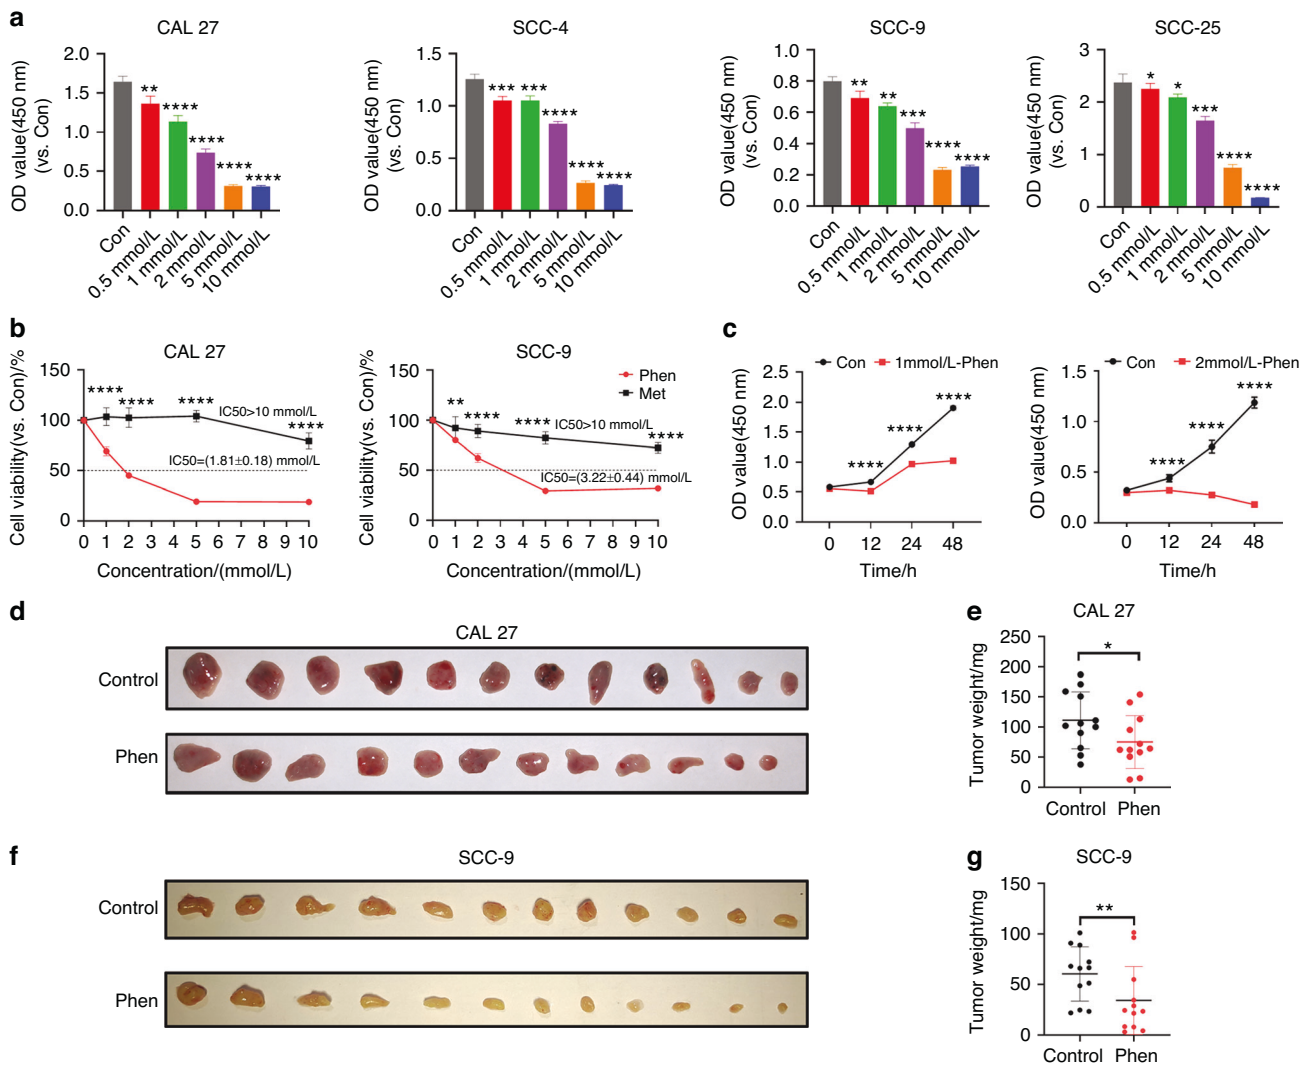 a
CAL 27
OD value(450 nm)
(vs. Con)
2.0
1.5
1.0
0.5
0.0
**
****
****
****
****
Con
0.5 mmol/L
1 mmol/L
2 mmol/L
5 mmol/L
10 mmol/L
SCC-4
OD value(450 nm)
(vs. Con)
1.5
1.0
0.5
0.0
***
***
****
****
****
Con
0.5 mmol/L
1 mmol/L
2 mmol/L
5 mmol/L
10 mmol/L
SCC-9
OD value(450 nm)
(vs. Con)
1.0
0.8
0.6
0.4
0.2
0.0
**
**
***
****
****
Con
0.5 mmol/L
1 mmol/L
2 mmol/L
5 mmol/L
10 mmol/L
SCC-25
OD value(450 nm)
(vs. Con)
3
2
1
0
*
*
***
****
****
Con
0.5 mmol/L
1 mmol/L
2 mmol/L
5 mmol/L
10 mmol/L
b
CAL 27
Cell viability(vs. Con)/%
150
100
50
0
****
****
****
****
IC50>10 mmol/L
IC50=(1.81±0.18) mmol/L
0 1 2 3 4 5 6 7 8 9 10
Concentration/(mmol/L)
SCC-9
Cell viability(vs. Con)/%
150
100
50
0
Phen
Met
**
****
****
****
IC50>10 mmol/L
IC50=(3.22±0.44) mmol/L
0 1 2 3 4 5 6 7 8 9 10
Concentration/(mmol/L)
c
Con 1mmol/L-Phen
OD value(450 nm)
2.5
2.0
1.5
1.0
0.5
0.0
****
****
****
0 12 24 48
Time/h
Con 2mmol/L-Phen
OD value(450 nm)
1.5
1.0
0.5
0.0
****
****
****
0 12 24 48
Time/h
d
CAL 27
Control
Phen
e
CAL 27
Tumor weight/mg
250
200
150
100
50
0
*
Control Phen
f
SCC-9
Control
Phen
g
SCC-9
Tumor weight/mg
150
100
50
0
**
Control Phen